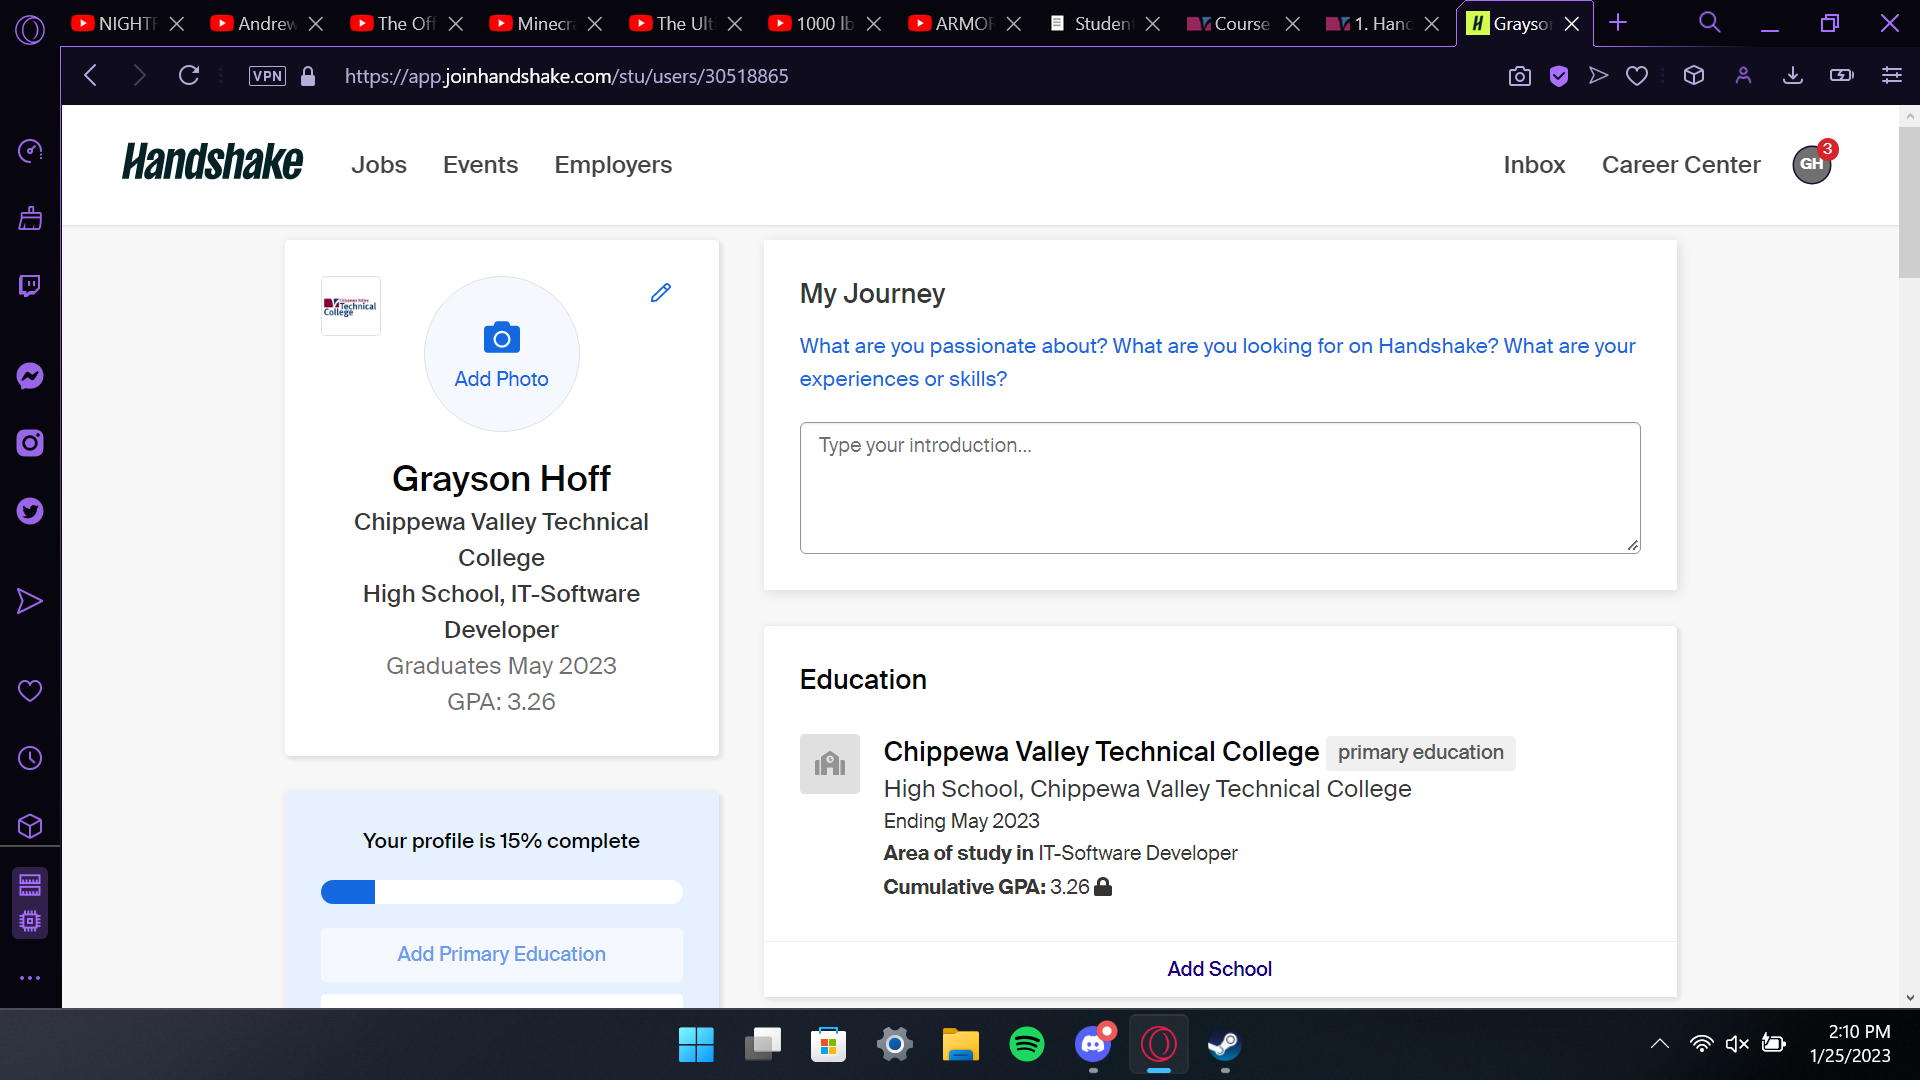 NIGHTF
Andrew
The Off
Minecra
The Ulti
1000 lb
ARMOR
Studen
Course
1. Hand
Grayson
VPN
https://app.joinhandshake.com/stu/users/30518865
Handshake
Jobs
Events
Employers
Inbox
Career Center
GH
3
Chippewa Valley
Technical
College
Add Photo
Grayson Hoff
Chippewa Valley Technical
College
High School, IT-Software
Developer
Graduates May 2023
GPA: 3.26
Your profile is 15% complete
Add Primary Education
My Journey
What are you passionate about? What are you looking for on Handshake? What are your
experiences or skills?
Type your introduction...
Education
Chippewa Valley Technical College primary education
High School, Chippewa Valley Technical College
Ending May 2023
Area of study in IT-Software Developer
Cumulative GPA: 3.26
Add School
2:10 PM
1/25/2023